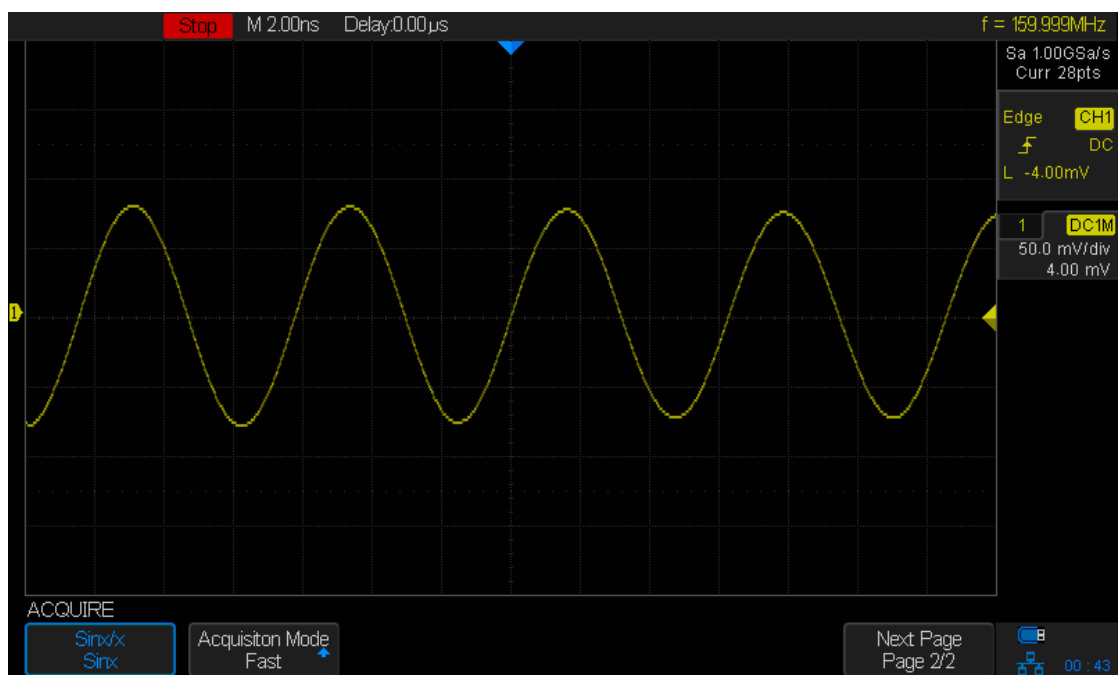 Stop M 2.00ns Delay:0.00µs f = 159.999MHz
Sa 1.00GSa/s
Curr 28pts
Edge CH1
DC
L -4.00mV
1 DC1M
50.0 mV/div
4.00 mV
1
ACQUIRE
Sinx/x
Sinx
Acquisiton Mode
Fast
Next Page
Page 2/2
00 : 43